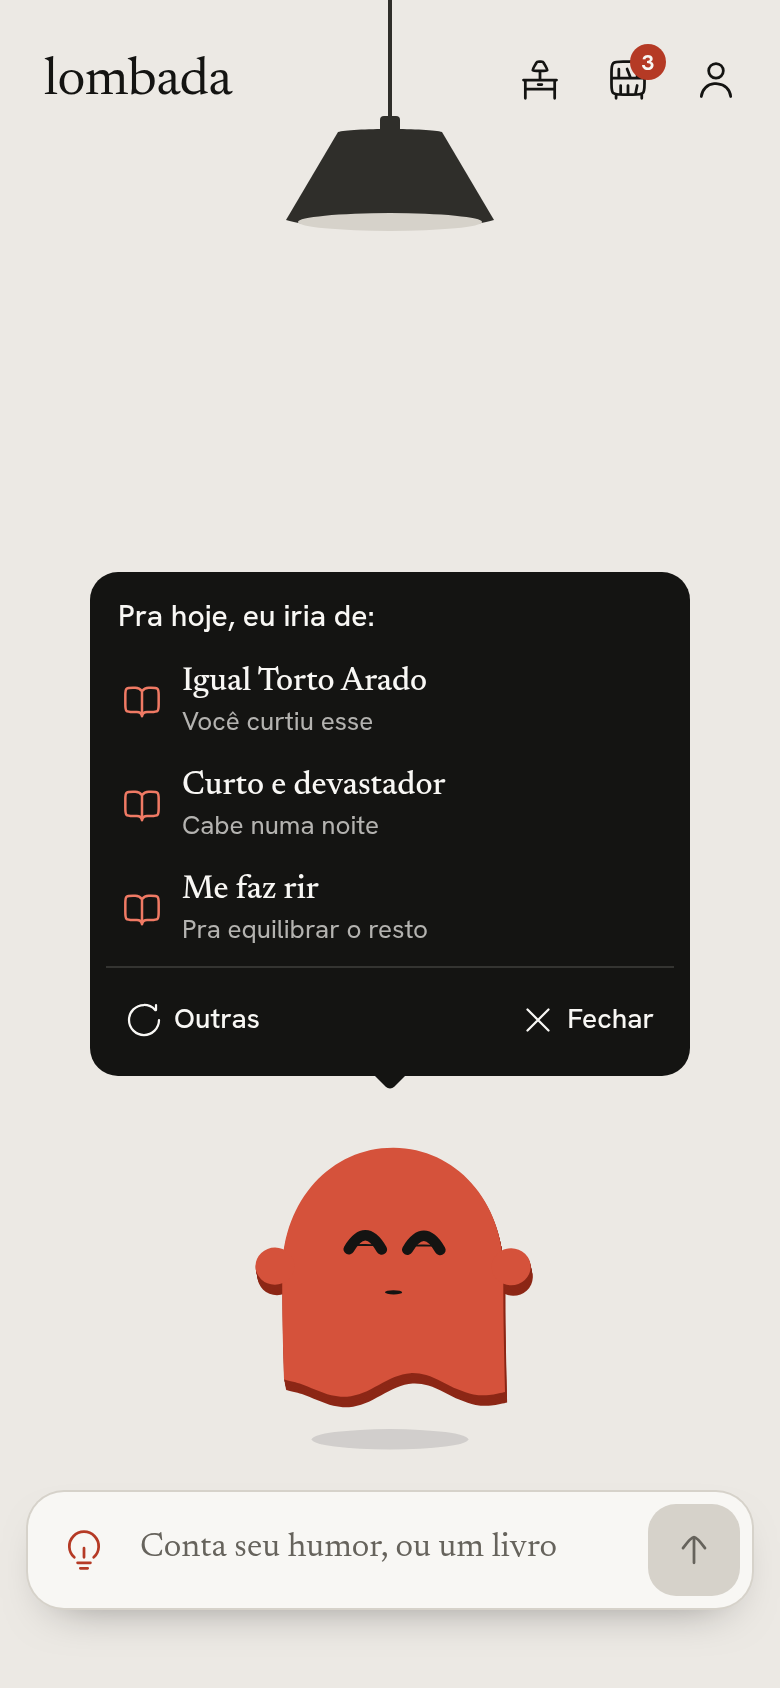 lombada
3
Pra hoje, eu iria de:
Igual Torto Arado
Você curtiu esse
Curto e devastador
Cabe numa noite
Me faz rir
Pra equilibrar o resto
Outras
Fechar
Conta seu humor, ou um livro